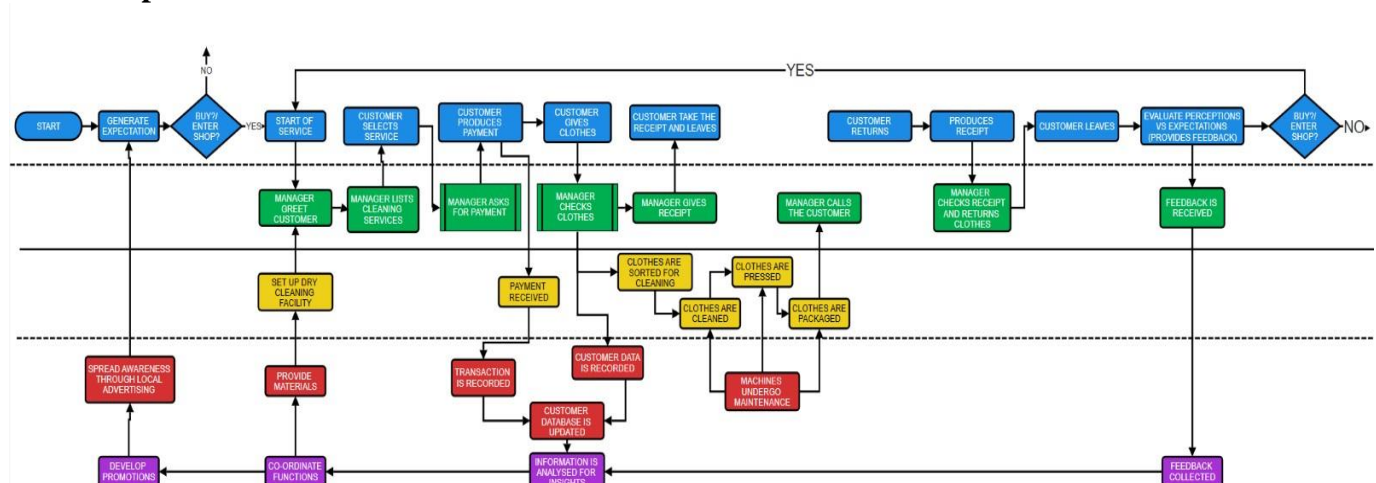 NO
YES
START
GENERATE
EXPECTATION
BUY?/
ENTER
SHOP?
YES
START OF
SERVICE
CUSTOMER
SELECTS
SERVICE
CUSTOMER
PRODUCES
PAYMENT
CUSTOMER
GIVES
CLOTHES
CUSTOMER TAKE THE
RECEIPT AND LEAVES
CUSTOMER
RETURNS
PRODUCES
RECEIPT
CUSTOMER LEAVES
EVALUATE PERCEPTIONS
VS EXPECTATIONS
(PROVIDES FEEDBACK)
BUY?/
ENTER
SHOP?
NO
MANAGER
GREET
CUSTOMER
MANAGER LISTS
CLEANING
SERVICES
MANAGER ASKS
FOR PAYMENT
MANAGER
CHECKS
CLOTHES
MANAGER GIVES
RECEIPT
MANAGER CALLS
THE CUSTOMER
MANAGER
CHECKS RECEIPT
AND RETURNS
CLOTHES
FEEDBACK IS
RECEIVED
SET UP DRY
CLEANING
FACILITY
PAYMENT
RECEIVED
CLOTHES ARE
SORTED FOR
CLEANING
CLOTHES ARE
CLEANED
CLOTHES ARE
PRESSED
CLOTHES ARE
PACKAGED
SPREAD AWARENESS
THROUGH LOCAL
ADVERTISING
PROVIDE
MATERIALS
TRANSACTION
IS RECORDED
CUSTOMER DATA
IS RECORDED
CUSTOMER
DATABASE IS
UPDATED
MACHINES
UNDERGO
MAINTENANCE
DEVELOP
PROMOTIONS
CO-ORDINATE
FUNCTIONS
INFORMATION IS
ANALYSED FOR
INSIGHTS
FEEDBACK
COLLECTED